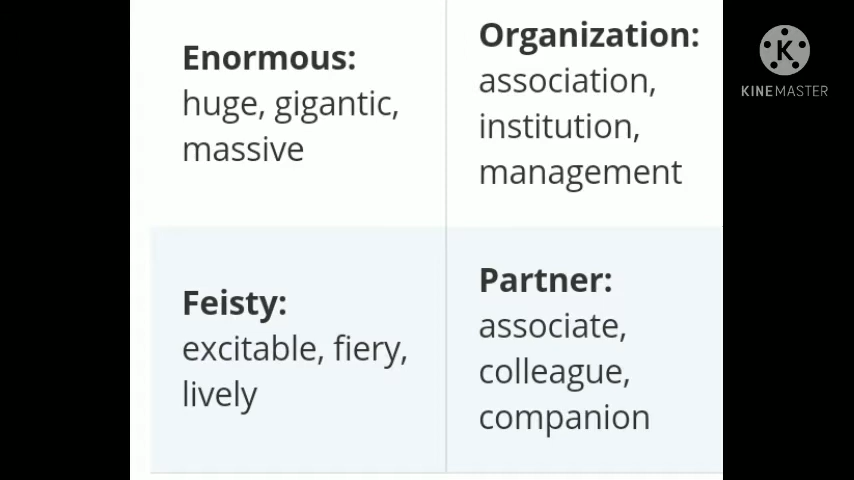 Enormous:
huge, gigantic,
massive
Organization:
association,
institution,
management
Feisty:
excitable, fiery,
lively
Partner:
associate,
colleague,
companion
K
KINEMASTER